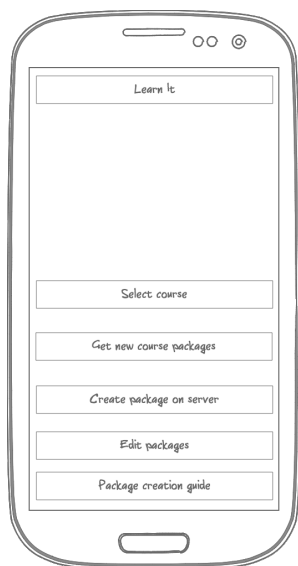 Learn It
Select course
Get new course packages
Create package on server
Edit packages
Package creation guide